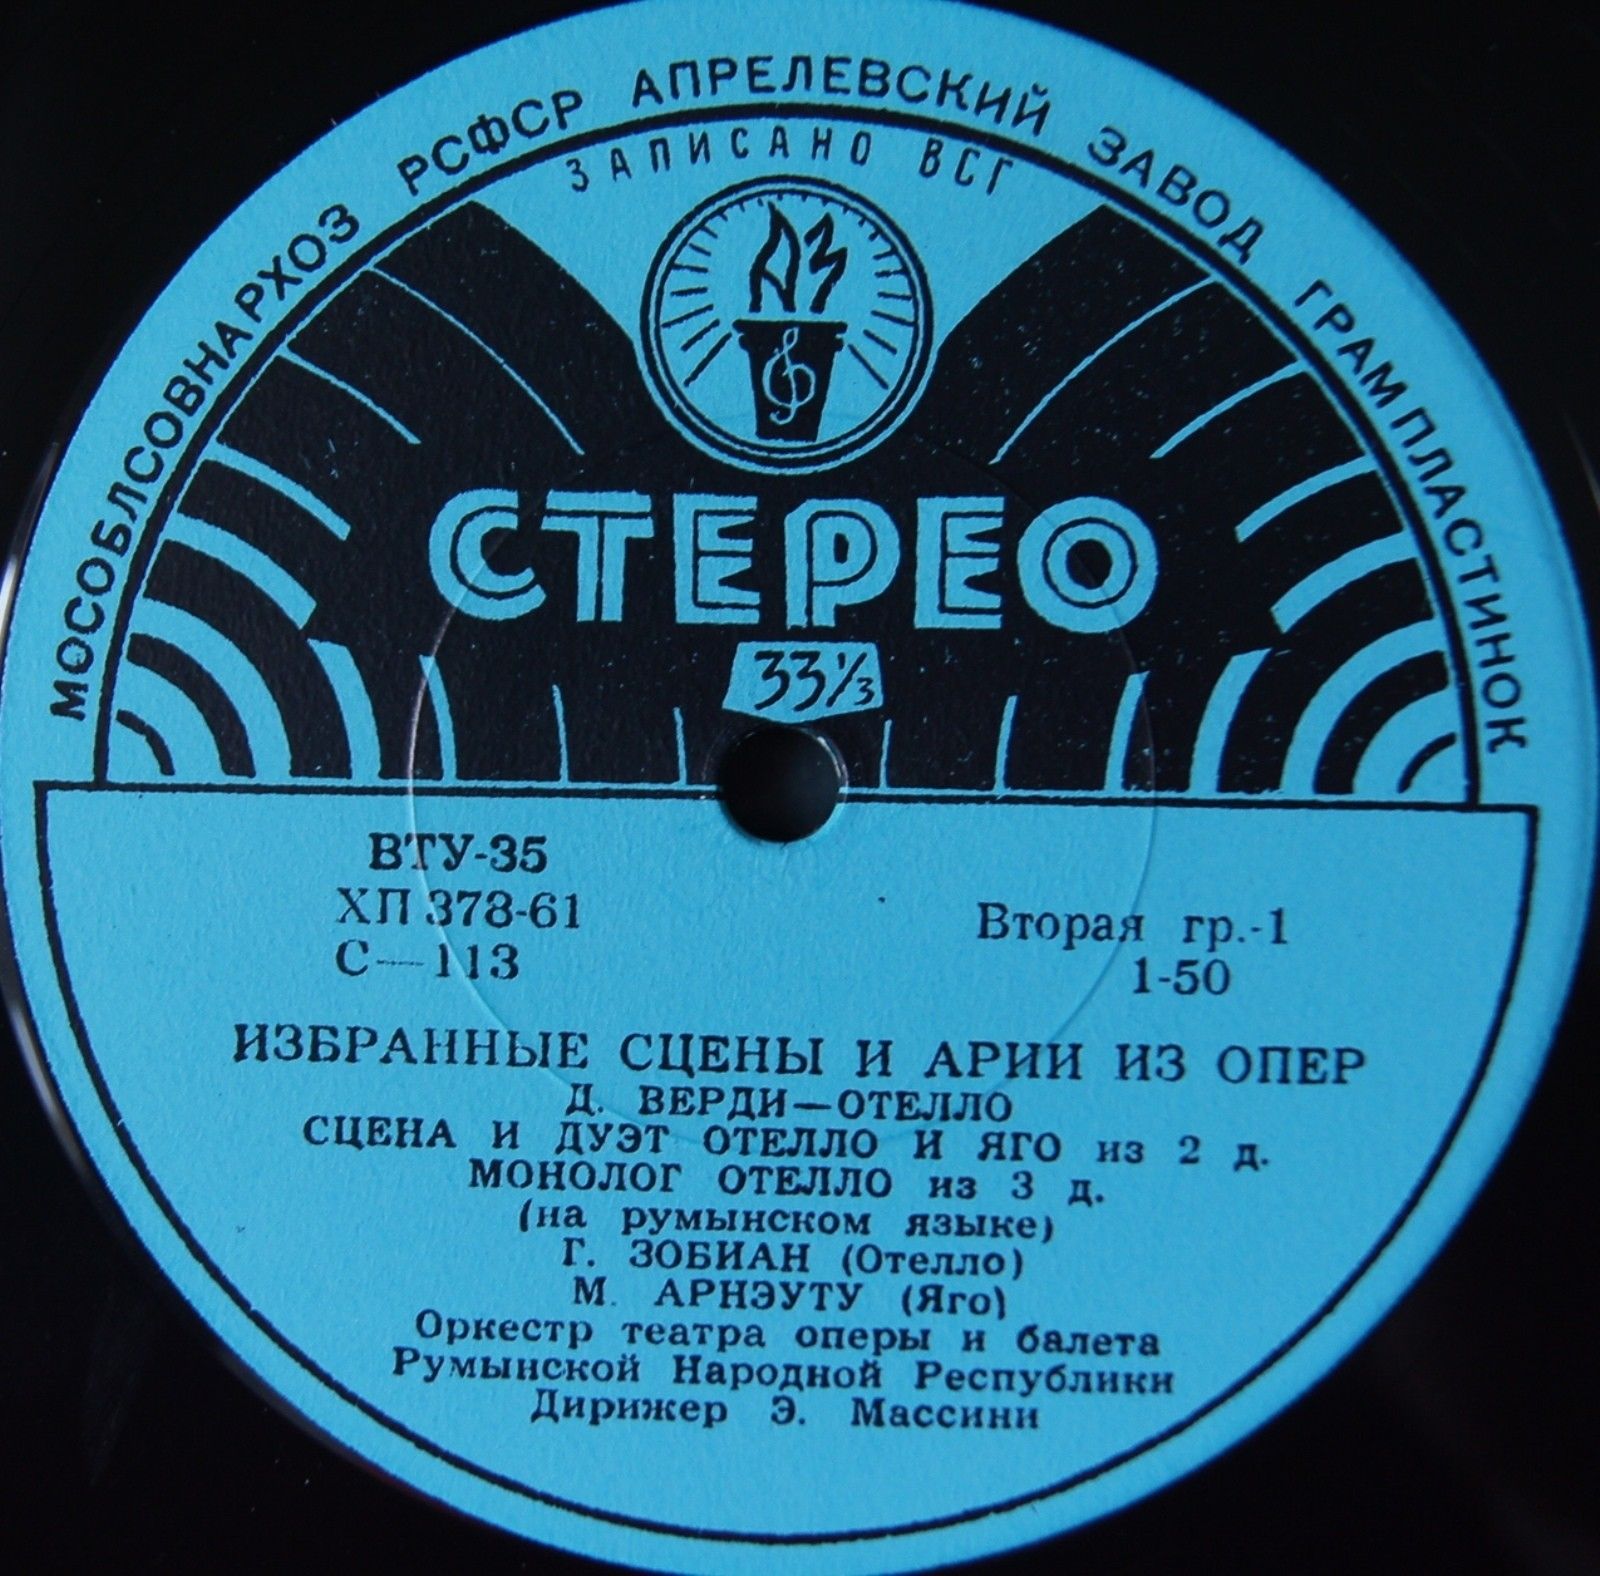 МОСОБЛСОВНАРХОЗ РСФСР АПРЕЛЕВСКИЙ ЗАВОД ГРАМПЛАСТИНОК
ЗАПИСАНО ВСГ
АЗ
СТЕРЕО
33⅓
ВТУ-35
ХП 378-61
С—113
Вторая гр.-1
1-50
ИЗБРАННЫЕ СЦЕНЫ И АРИИ ИЗ ОПЕР
Д. ВЕРДИ—ОТЕЛЛО
СЦЕНА И ДУЭТ ОТЕЛЛО И ЯГО из 2 д.
МОНОЛОГ ОТЕЛЛО из 3 д.
(на румынском языке)
Г. ЗОБИАН (Отелло)
М. АРНЭУТУ (Яго)
Оркестр театра оперы и балета
Румынской Народной Республики
Дирижер Э. Массини